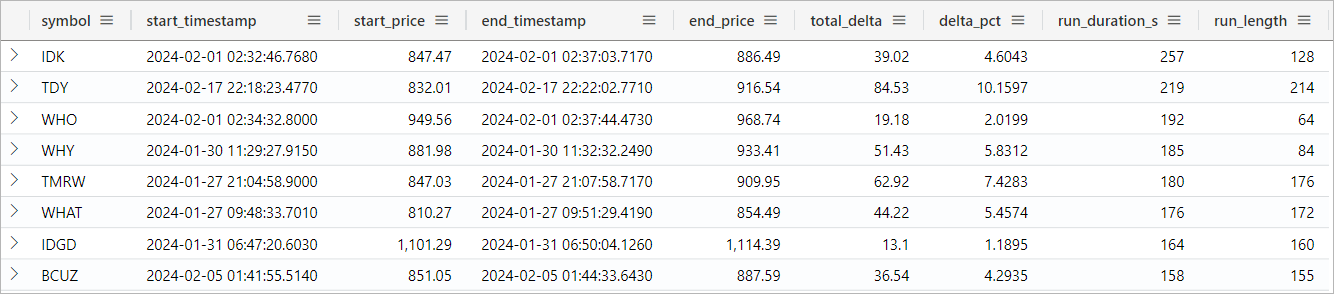 symbol start_timestamp start_price end_timestamp end_price total_delta delta_pct run_duration_s run_length
IDK 2024-02-01 02:32:46.7680 847.47 2024-02-01 02:37:03.7170 886.49 39.02 4.6043 257 128
TDY 2024-02-17 22:18:23.4770 832.01 2024-02-17 22:22:02.7710 916.54 84.53 10.1597 219 214
WHO 2024-02-01 02:34:32.8000 949.56 2024-02-01 02:37:44.4730 968.74 19.18 2.0199 192 64
WHY 2024-01-30 11:29:27.9150 881.98 2024-01-30 11:32:32.2490 933.41 51.43 5.8312 185 84
TMRW 2024-01-27 21:04:58.9000 847.03 2024-01-27 21:07:58.7170 909.95 62.92 7.4283 180 176
WHAT 2024-01-27 09:48:33.7010 810.27 2024-01-27 09:51:29.4190 854.49 44.22 5.4574 176 172
IDGD 2024-01-31 06:47:20.6030 1,101.29 2024-01-31 06:50:04.1260 1,114.39 13.1 1.1895 164 160
BCUZ 2024-02-05 01:41:55.5140 851.05 2024-02-05 01:44:33.6430 887.59 36.54 4.2935 158 155